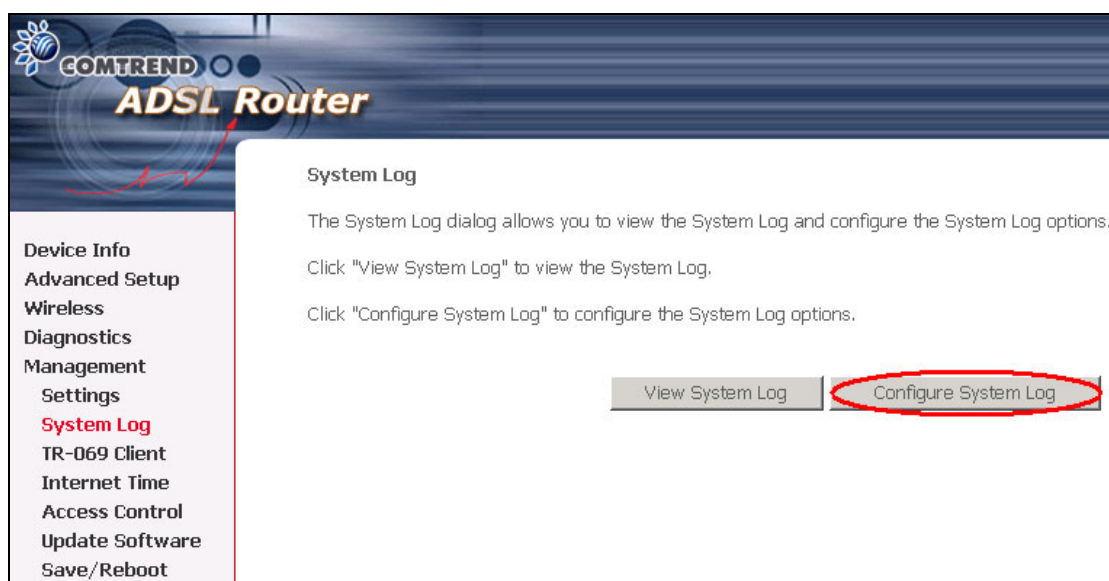 COMTREND
ADSL Router
System Log
The System Log dialog allows you to view the System Log and configure the System Log options.
Click "View System Log" to view the System Log.
Click "Configure System Log" to configure the System Log options.
View System Log
Configure System Log
Device Info
Advanced Setup
Wireless
Diagnostics
Management
Settings
System Log
TR-069 Client
Internet Time
Access Control
Update Software
Save/Reboot